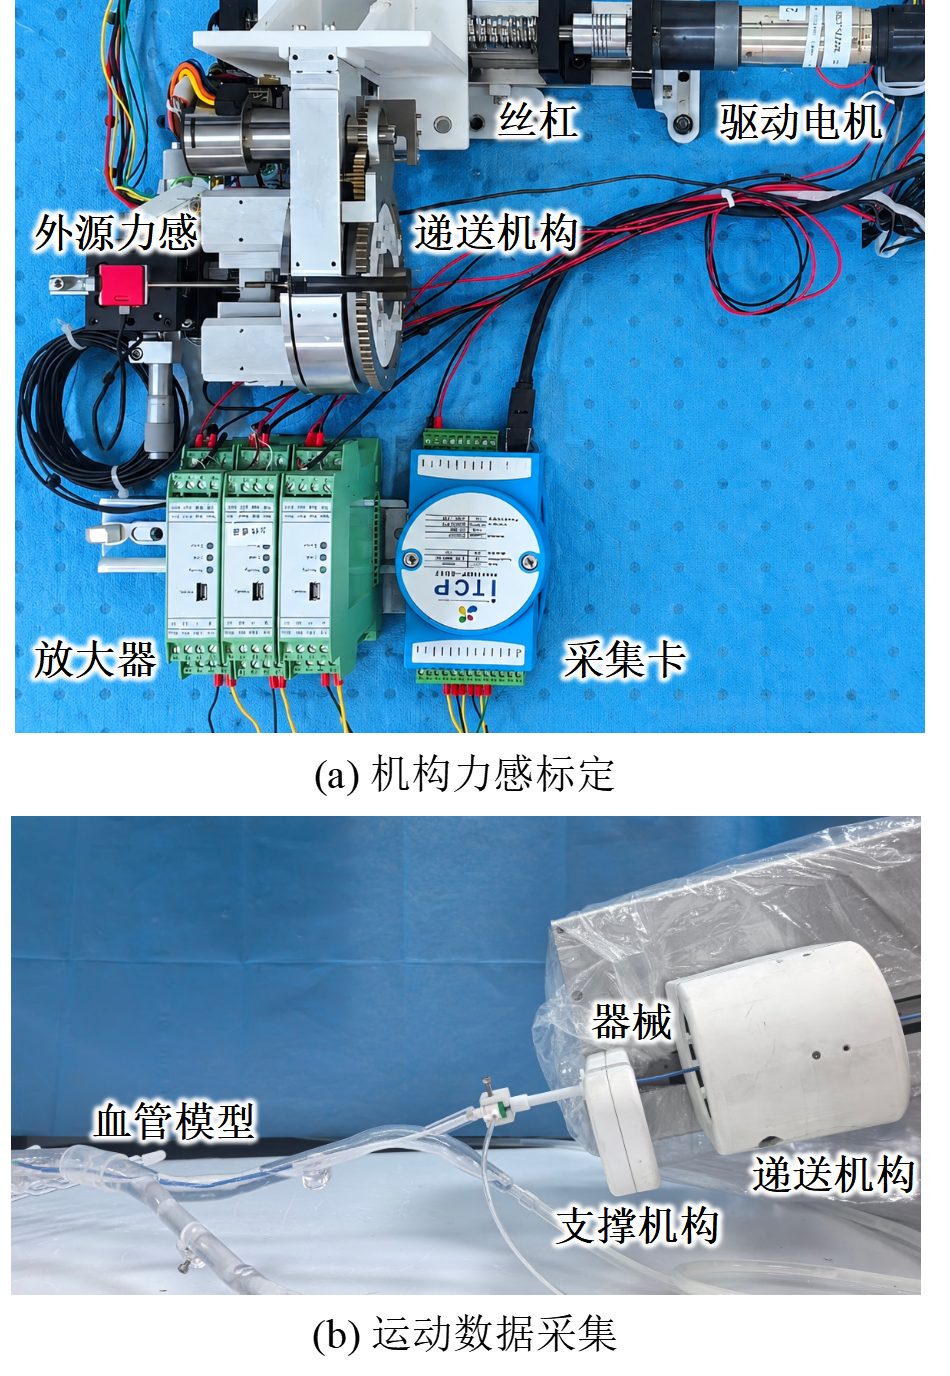 丝杠
驱动电机
外源力感
递送机构
iTCP
放大器
采集卡
(a) 机构力感标定
器械
血管模型
递送机构
支撑机构
(b) 运动数据采集